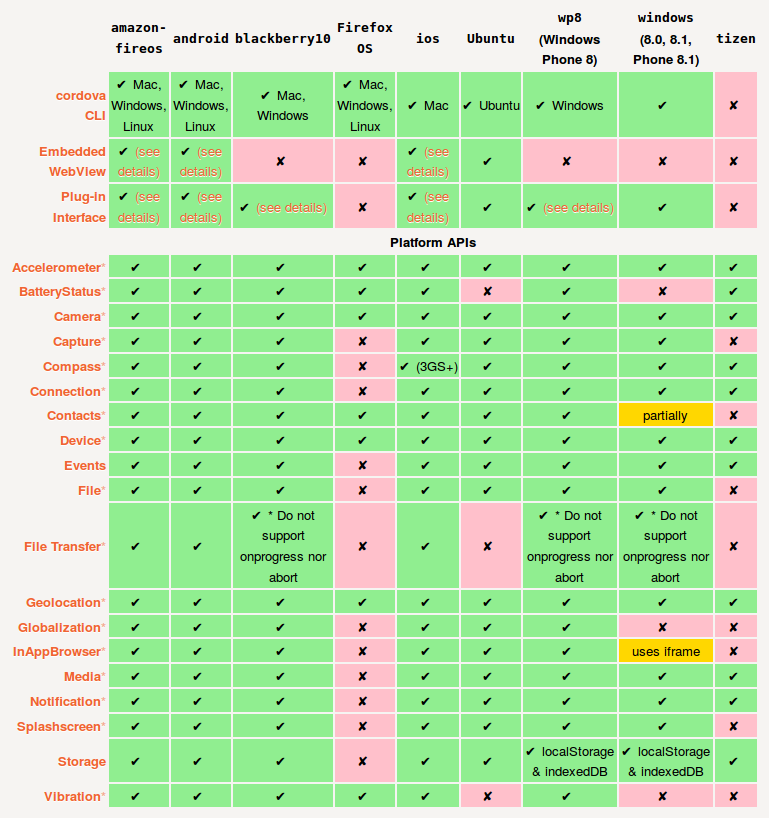 amazon-fireos android blackberry10 Firefox OS ios Ubuntu wp8 (Windows Phone 8) windows (8.0, 8.1, Phone 8.1) tizen
cordova CLI ✔ Mac, Windows, Linux ✔ Mac, Windows, Linux ✔ Mac, Windows ✔ Mac, Windows, Linux ✔ Mac ✔ Ubuntu ✔ Windows ✔ ✘
Embedded WebView ✔ (see details) ✔ (see details) ✘ ✘ ✔ (see details) ✔ ✘ ✘ ✘
Plug-in Interface ✔ (see details) ✔ (see details) ✔ (see details) ✘ ✔ (see details) ✔ ✔ (see details) ✔ ✘
Platform APIs
Accelerometer* ✔ ✔ ✔ ✔ ✔ ✔ ✔ ✔ ✔
BatteryStatus* ✔ ✔ ✔ ✔ ✔ ✘ ✔ ✘ ✔
Camera* ✔ ✔ ✔ ✔ ✔ ✔ ✔ ✔ ✔
Capture* ✔ ✔ ✔ ✘ ✔ ✔ ✔ ✔ ✘
Compass* ✔ ✔ ✔ ✘ ✔ (3GS+) ✔ ✔ ✔ ✔
Connection* ✔ ✔ ✔ ✘ ✔ ✔ ✔ ✔ ✔
Contacts* ✔ ✔ ✔ ✔ ✔ ✔ ✔ partially ✘
Device* ✔ ✔ ✔ ✔ ✔ ✔ ✔ ✔ ✔
Events ✔ ✔ ✔ ✘ ✔ ✔ ✔ ✔ ✔
File* ✔ ✔ ✔ ✘ ✔ ✔ ✔ ✔ ✘
File Transfer* ✔ ✔ ✔ * Do not support onprogress nor abort ✘ ✔ ✘ ✔ * Do not support onprogress nor abort ✔ * Do not support onprogress nor abort ✘
Geolocation* ✔ ✔ ✔ ✔ ✔ ✔ ✔ ✔ ✔
Globalization* ✔ ✔ ✔ ✘ ✔ ✔ ✔ ✘ ✘
InAppBrowser* ✔ ✔ ✔ ✘ ✔ ✔ ✔ uses iframe ✘
Media* ✔ ✔ ✔ ✘ ✔ ✔ ✔ ✔ ✔
Notification* ✔ ✔ ✔ ✘ ✔ ✔ ✔ ✔ ✔
Splashscreen* ✔ ✔ ✔ ✘ ✔ ✔ ✔ ✔ ✘
Storage ✔ ✔ ✔ ✘ ✔ ✔ ✔ localStorage & indexedDB ✔ localStorage & indexedDB ✔
Vibration* ✔ ✔ ✔ ✔ ✔ ✘ ✔ ✘ ✘